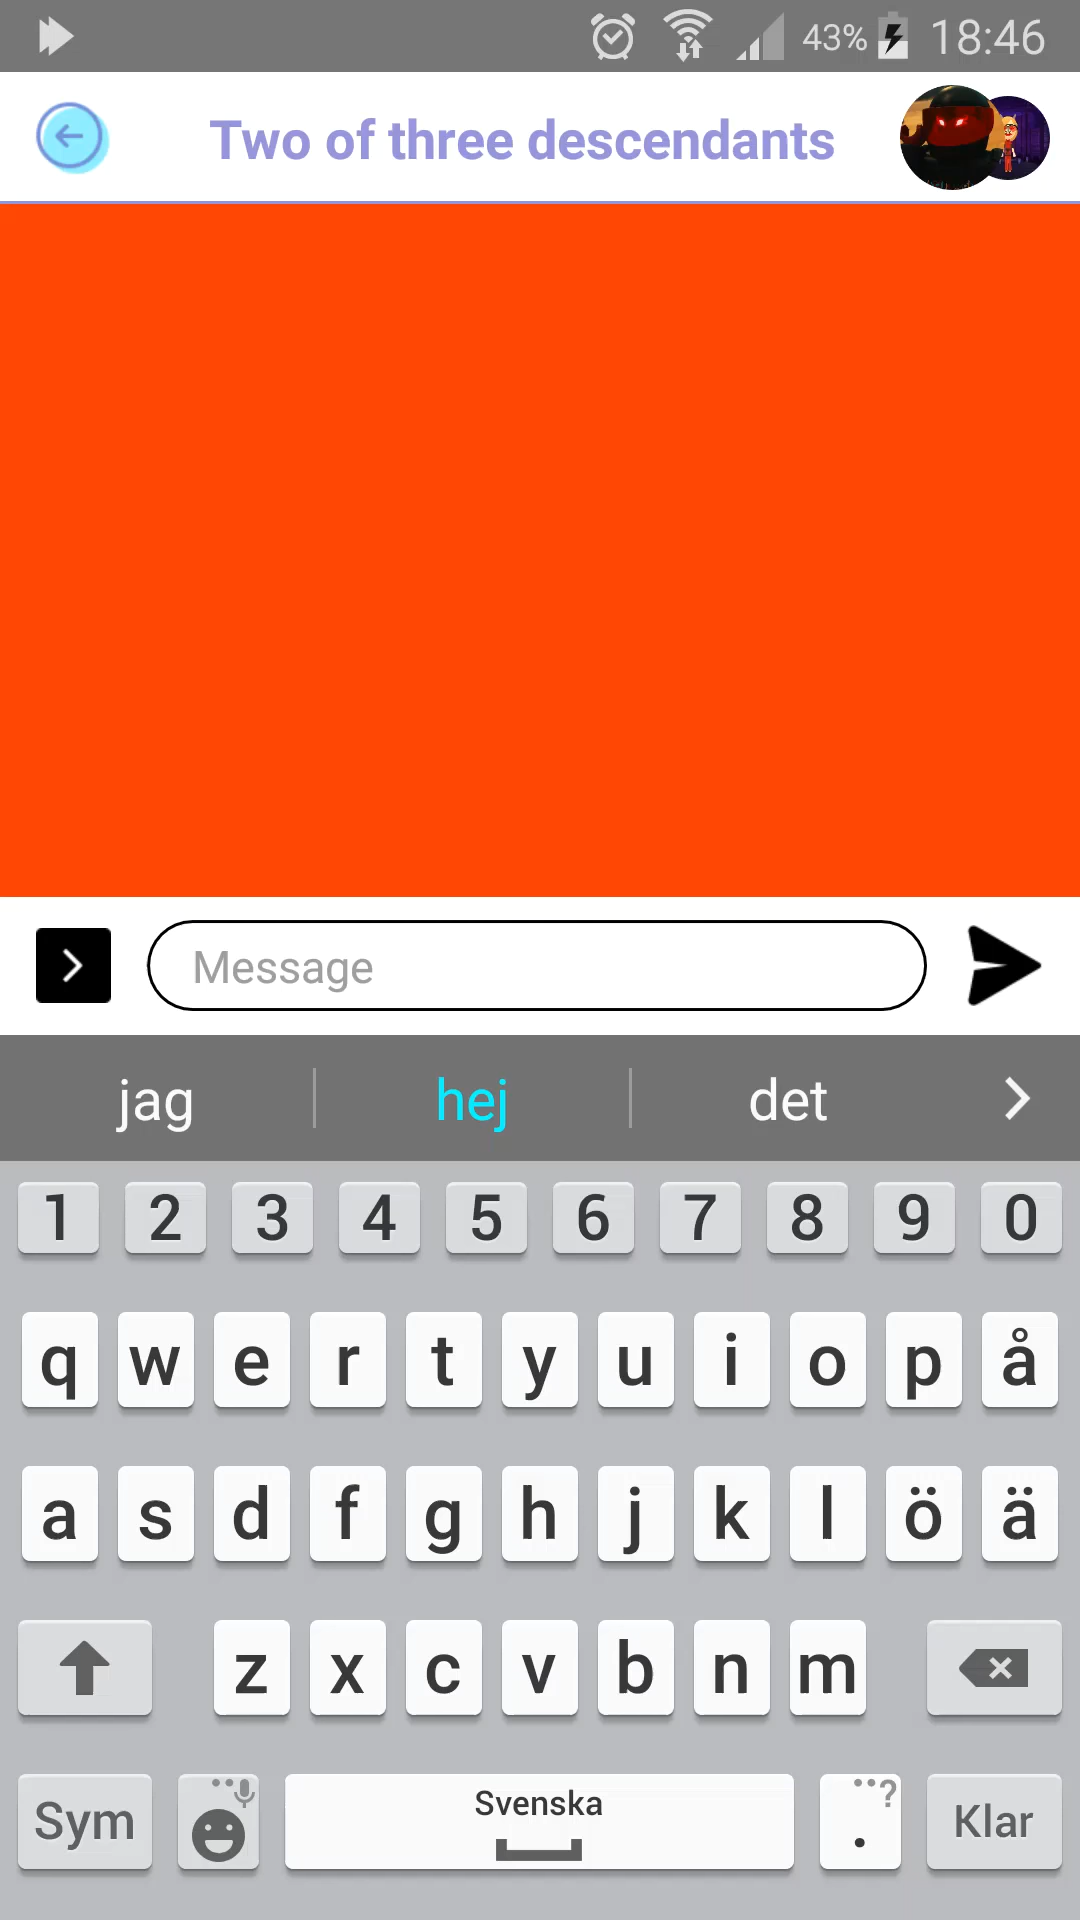 43% 18:46
Two of three descendants
Message
jag hej det
1 2 3 4 5 6 7 8 9 0
q w e r t y u i o p å
a s d f g h j k l ö ä
z x c v b n m
Sym Svenska ? . Klar